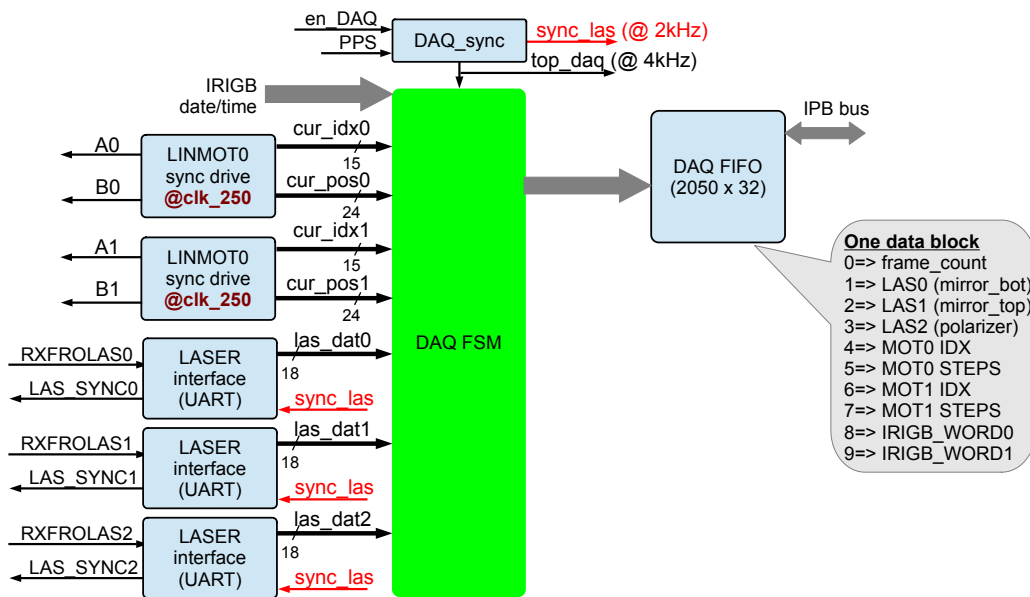 en_DAQ
PPS
DAQ_sync
sync_las (@ 2kHz)
top_daq (@ 4kHz)
IRIGB
date/time
A0
B0
LINMOT0
sync drive
@clk_250
cur_idx0
15
cur_pos0
24
A1
B1
LINMOT0
sync drive
@clk_250
cur_idx1
15
cur_pos1
24
RXFROLAS0
LAS_SYNC0
LASER
interface
(UART)
las_dat0
18
sync_las
RXFROLAS1
LAS_SYNC1
LASER
interface
(UART)
las_dat1
18
sync_las
RXFROLAS2
LAS_SYNC2
LASER
interface
(UART)
las_dat2
18
sync_las
DAQ FSM
DAQ FIFO
(2050 x 32)
IPB bus
One data block
0=> frame_count
1=> LAS0 (mirror_bot)
2=> LAS1 (mirror_top)
3=> LAS2 (polarizer)
4=> MOT0 IDX
5=> MOT0 STEPS
6=> MOT1 IDX
7=> MOT1 STEPS
8=> IRIGB_WORD0
9=> IRIGB_WORD1